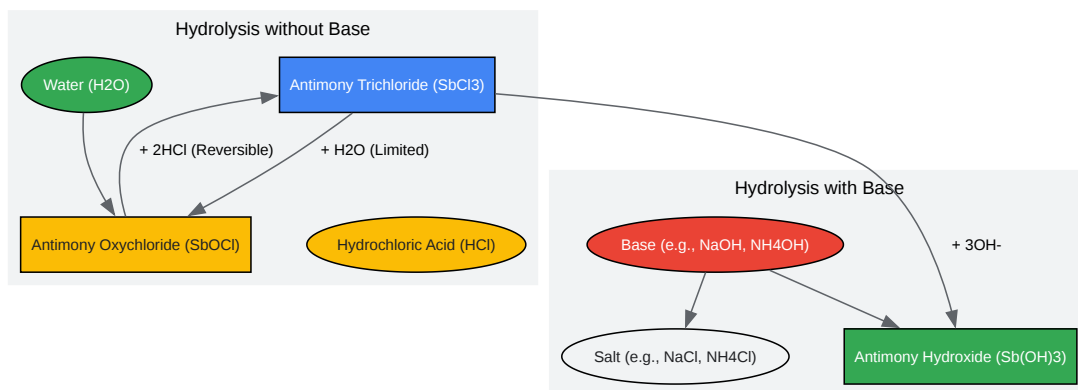 Hydrolysis without Base
Water (H2O)
Antimony Trichloride (SbCl3)
+ 2HCl (Reversible)
+ H2O (Limited)
Antimony Oxychloride (SbOCl)
Hydrochloric Acid (HCl)
Hydrolysis with Base
Base (e.g., NaOH, NH4OH)
+ 3OH-
Salt (e.g., NaCl, NH4Cl)
Antimony Hydroxide (Sb(OH)3)